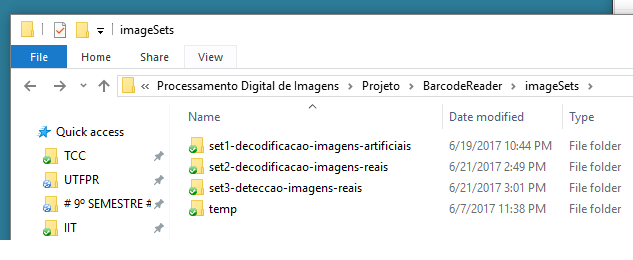 imageSets
File Home Share View
« Processamento Digital de Imagens > Projeto > BarcodeReader > imageSets >
Name Date modified Type
Quick access
TCC
UTFPR
# 9º SEMESTRE #
IIT
set1-decodificacao-imagens-artificiais 6/19/2017 10:44 PM File folder
set2-decodificacao-imagens-reais 6/21/2017 2:49 PM File folder
set3-deteccao-imagens-reais 6/21/2017 3:01 PM File folder
temp 6/7/2017 11:38 PM File folder